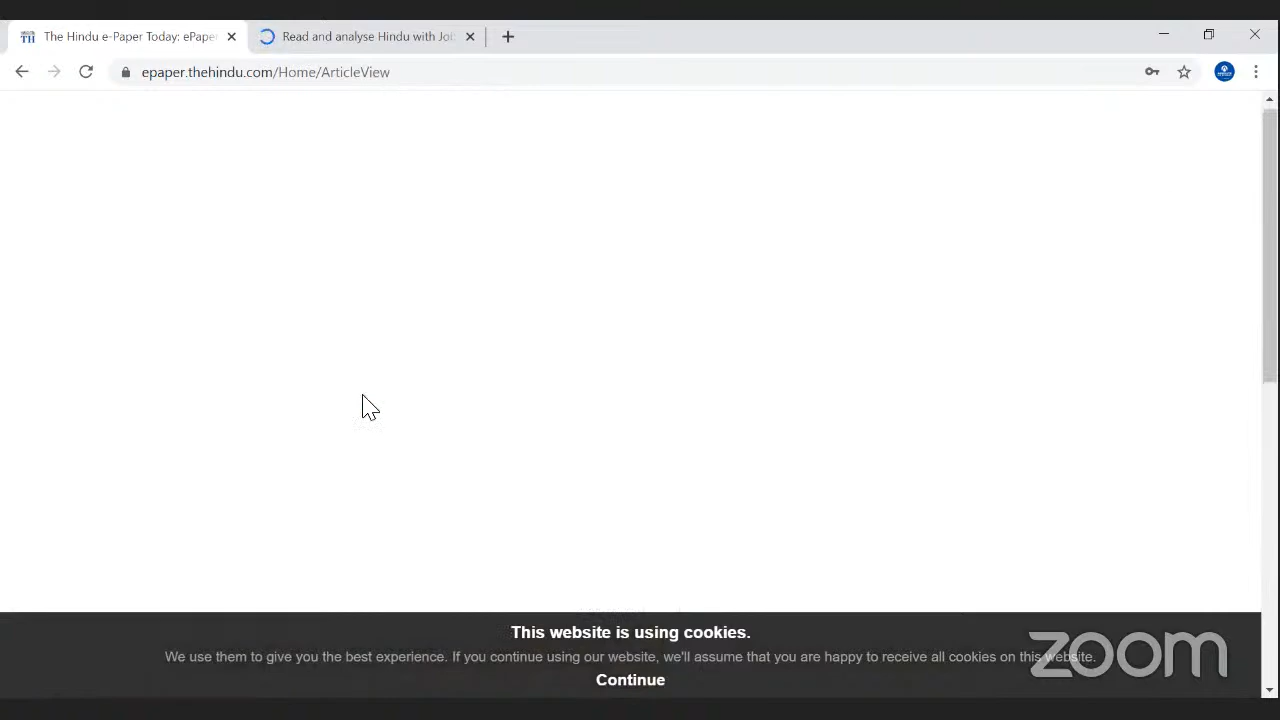 TH The Hindu e-Paper Today: ePaper
Read and analyse Hindu with Joi
epaper.thehindu.com/Home/ArticleView
This website is using cookies.
We use them to give you the best experience. If you continue using our website, we'll assume that you are happy to receive all cookies on this website.
Continue
zoom